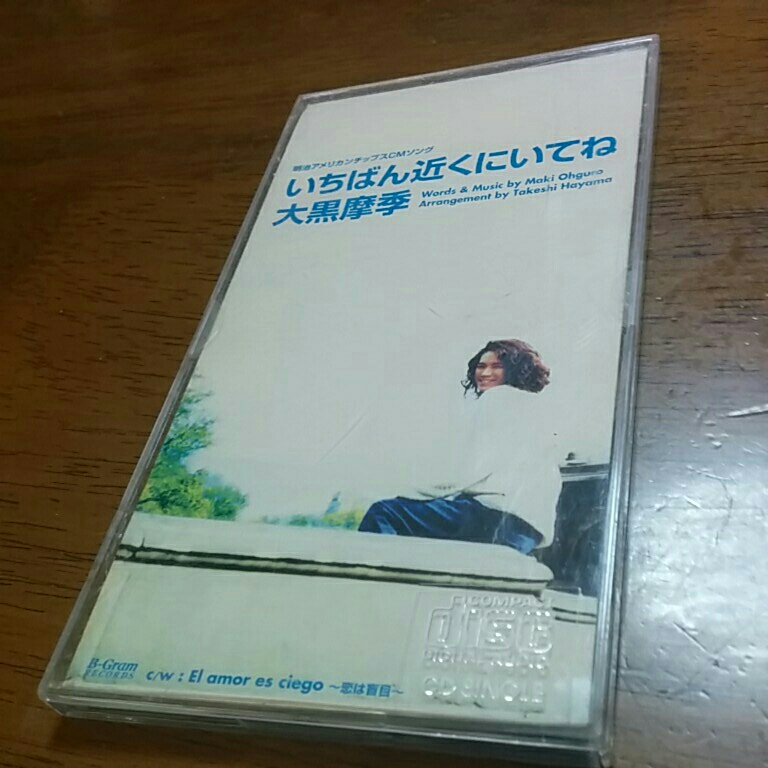 明治アメリカンチップスCMソング
いちばん近くにいてね
大黒摩季
Words & Music by Maki Ohguro
Arrangement by Takeshi Hayama
COMPACT
disc
DIGITAL AUDIO
CD SINGLE
B-Gram
RECORDS
c/w : El amor es ciego ～恋は盲目～